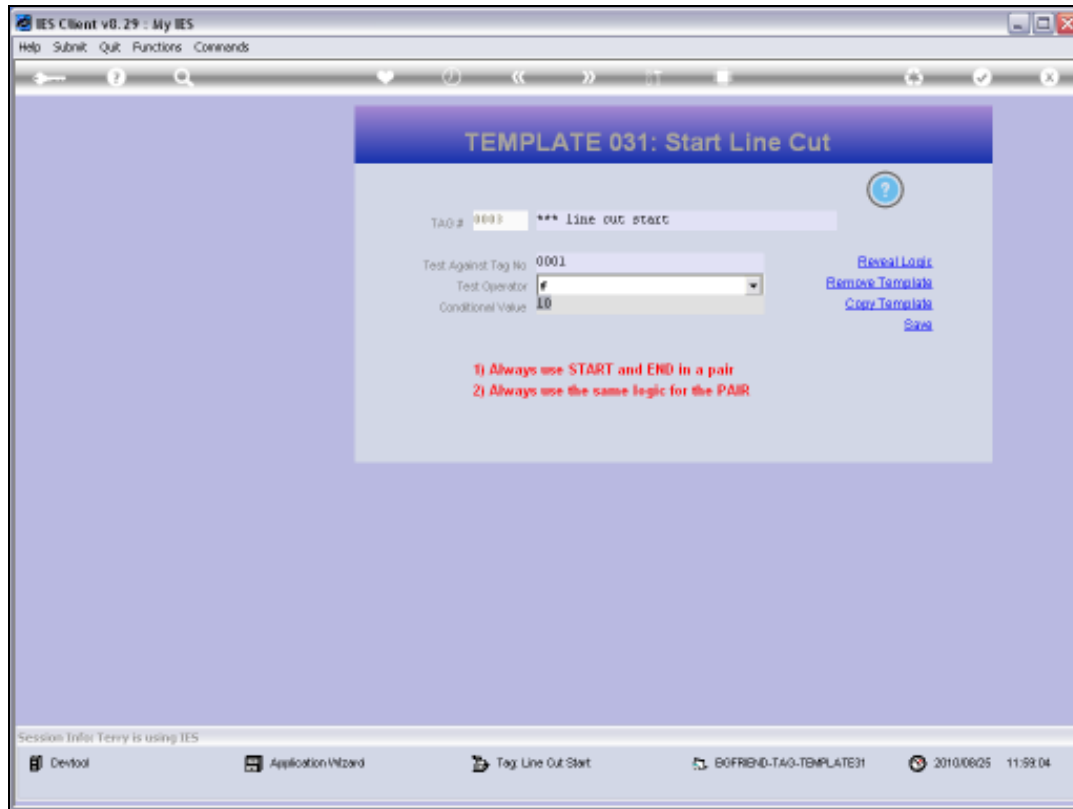 IES Client v8.29 : My IES
Help Submit Quit Functions Commands
TEMPLATE 031: Start Line Cut
TAG # 0003 *** line cut start
Test Against Tag No 0001
Test Operator #
Conditional Value 10
Reveal Logic
Remove Template
Copy Template
Save
1) Always use START and END in a pair
2) Always use the same logic for the PAIR
Session Info: Terry is using IES
Devtool Application Wizard Tag: Line Cut Start BGFRIEND-TAG-TEMPLATE31 2010/08/25 11:59:04